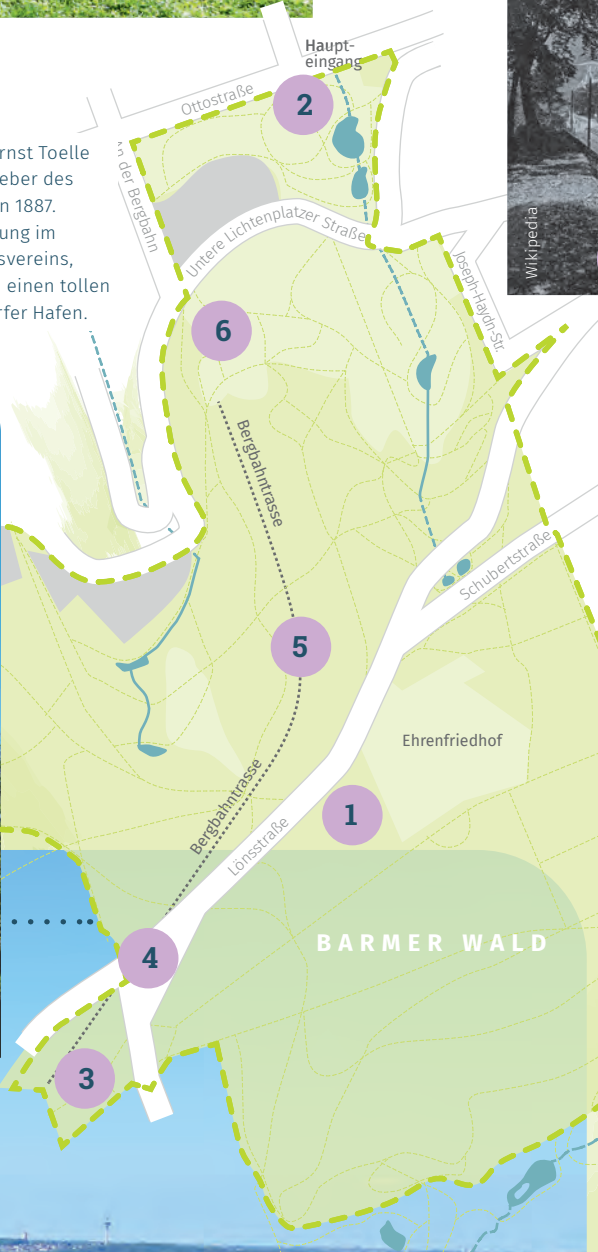 Haupt-
eingang
2
Ottostraße
An der Bergbahn
Untere Lichtenplatzer Straße
Joseph-Haydn-Str.
Wikipedia
rnst Toelle
eber des
n 1887.
ung im
svereins,
einen tollen
rfer Hafen.
6
Bergbahntrasse
Schubertstraße
5
Ehrenfriedhof
Bergbahntrasse
1
Lönsstraße
BARMER WALD
4
3